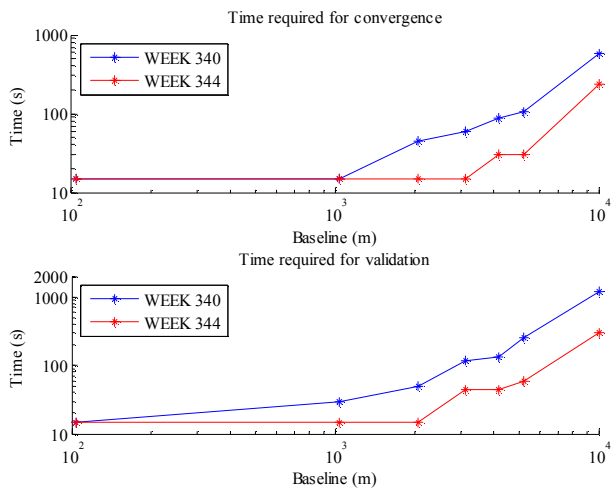 Time required for convergence
1000
100
10
Time (s)
WEEK 340
WEEK 344
10^2
10^3
10^4
Baseline (m)
Time required for validation
2000
1000
100
10
Time (s)
WEEK 340
WEEK 344
10^2
10^3
10^4
Baseline (m)